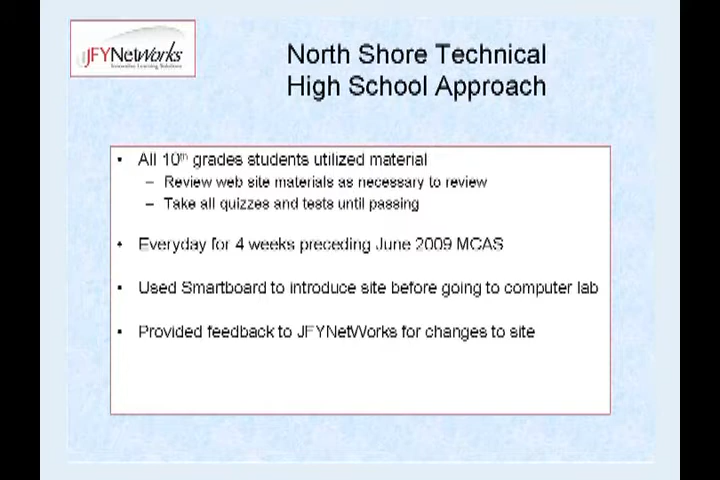 JFYNetWorks
Innovative Learning Solutions
North Shore Technical
High School Approach
• All 10th grades students utilized material
– Review web site materials as necessary to review
– Take all quizzes and tests until passing
• Everyday for 4 weeks preceding June 2009 MCAS
• Used Smartboard to introduce site before going to computer lab
• Provided feedback to JFYNetWorks for changes to site